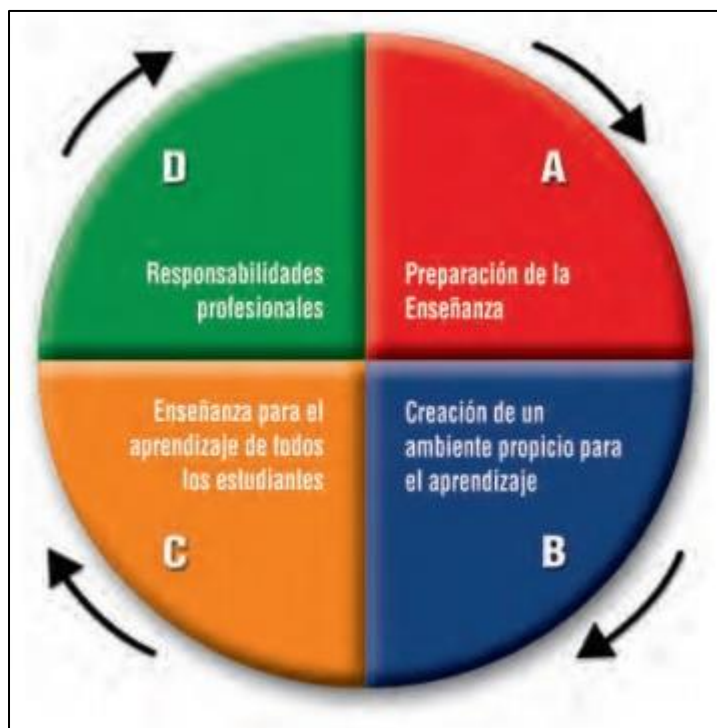 D
Responsabilidades
profesionales
A
Preparación de la
Enseñanza
Enseñanza para el
aprendizaje de todos
los estudiantes
C
Creación de un
ambiente propicio para
el aprendizaje
B